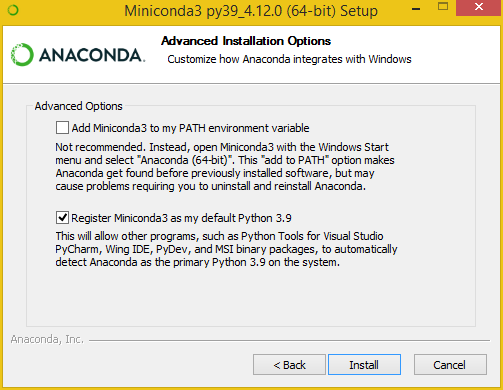 Miniconda3 py39_4.12.0 (64-bit) Setup
ANACONDA.
Advanced Installation Options
Customize how Anaconda integrates with Windows
Advanced Options
Add Miniconda3 to my PATH environment variable
Not recommended. Instead, open Miniconda3 with the Windows Start
menu and select "Anaconda (64-bit)". This "add to PATH" option makes
Anaconda get found before previously installed software, but may
cause problems requiring you to uninstall and reinstall Anaconda.
Register Miniconda3 as my default Python 3.9
This will allow other programs, such as Python Tools for Visual Studio
PyCharm, Wing IDE, PyDev, and MSI binary packages, to automatically
detect Anaconda as the primary Python 3.9 on the system.
Anaconda, Inc.
< Back
Install
Cancel